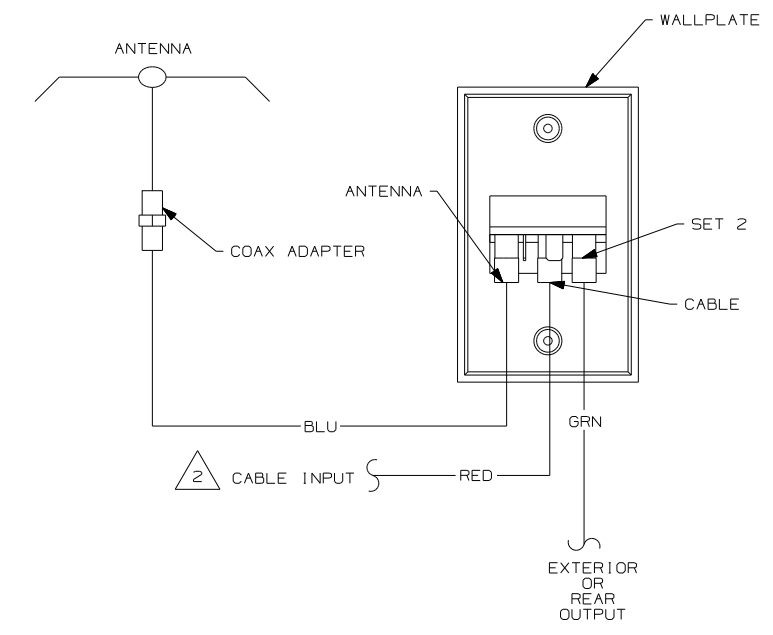 WALLPLATE
ANTENNA
ANTENNA
SET 2
COAX ADAPTER
CABLE
GRN
BLU
2 CABLE INPUT
RED
EXTERIOR
OR
REAR
OUTPUT